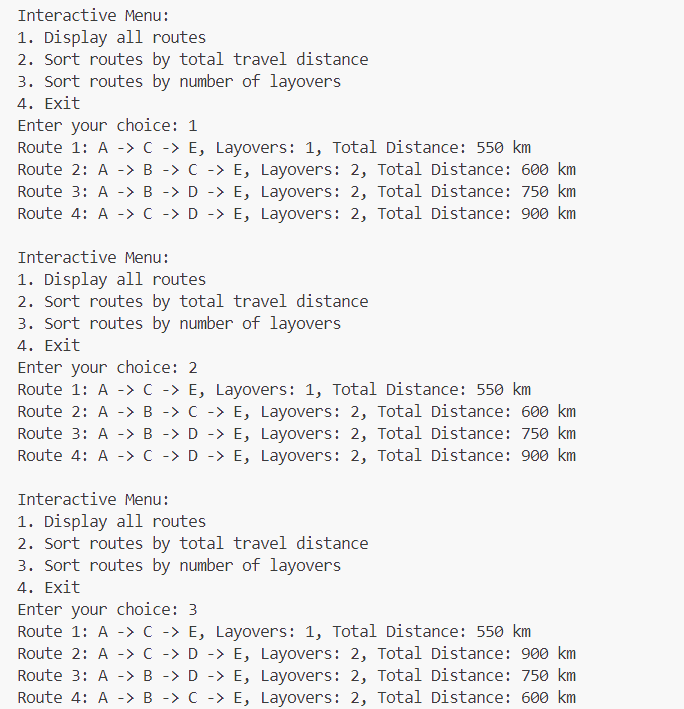 Interactive Menu:
1. Display all routes
2. Sort routes by total travel distance
3. Sort routes by number of layovers
4. Exit
Enter your choice: 1
Route 1: A -> C -> E, Layovers: 1, Total Distance: 550 km
Route 2: A -> B -> C -> E, Layovers: 2, Total Distance: 600 km
Route 3: A -> B -> D -> E, Layovers: 2, Total Distance: 750 km
Route 4: A -> C -> D -> E, Layovers: 2, Total Distance: 900 km

Interactive Menu:
1. Display all routes
2. Sort routes by total travel distance
3. Sort routes by number of layovers
4. Exit
Enter your choice: 2
Route 1: A -> C -> E, Layovers: 1, Total Distance: 550 km
Route 2: A -> B -> C -> E, Layovers: 2, Total Distance: 600 km
Route 3: A -> B -> D -> E, Layovers: 2, Total Distance: 750 km
Route 4: A -> C -> D -> E, Layovers: 2, Total Distance: 900 km

Interactive Menu:
1. Display all routes
2. Sort routes by total travel distance
3. Sort routes by number of layovers
4. Exit
Enter your choice: 3
Route 1: A -> C -> E, Layovers: 1, Total Distance: 550 km
Route 2: A -> C -> D -> E, Layovers: 2, Total Distance: 900 km
Route 3: A -> B -> D -> E, Layovers: 2, Total Distance: 750 km
Route 4: A -> B -> C -> E, Layovers: 2, Total Distance: 600 km